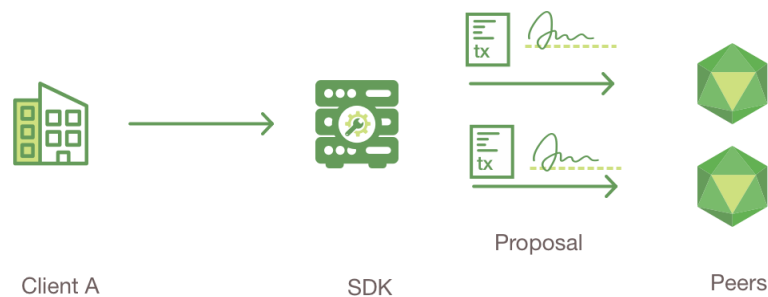 tx
tx
Proposal
Client A
SDK
Peers